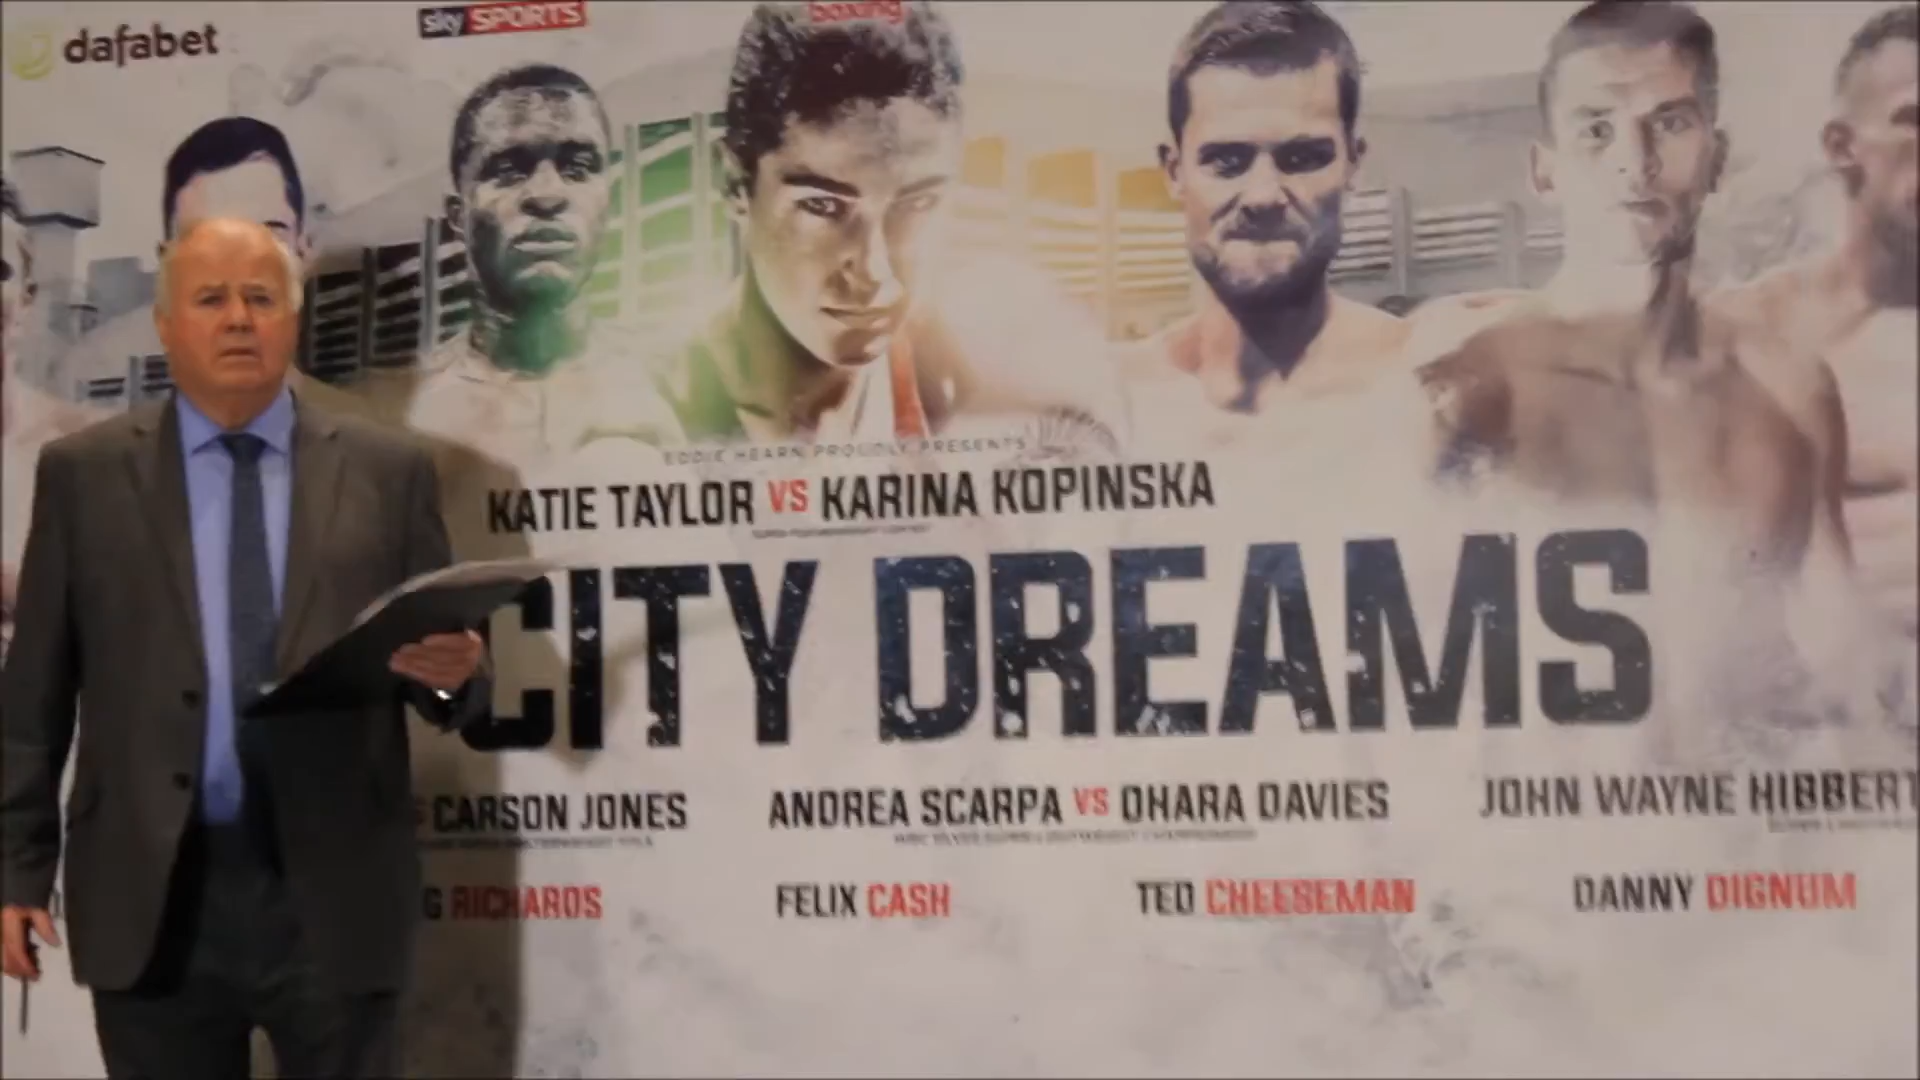 dafabet
sky SPORTS
boxing
EDDIE HEARN PROUDLY PRESENTS
KATIE TAYLOR VS KARINA KOPINSKA
CITY DREAMS
CARSON JONES
ANDREA SCARPA VS OHARA DAVIES
JOHN WAYNE HIBBERT
G RICHARDS
FELIX CASH
TED CHEESEMAN
DANNY DIGNUM